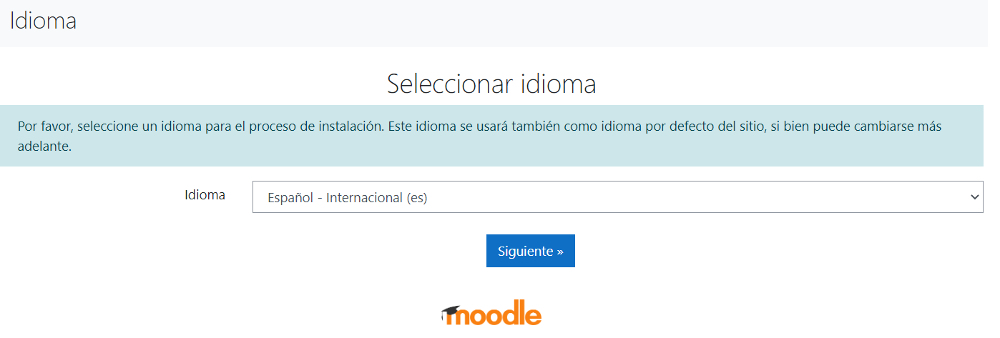 Idioma
Seleccionar idioma
Por favor, seleccione un idioma para el proceso de instalación. Este idioma se usará también como idioma por defecto del sitio, si bien puede cambiarse más
adelante.
Idioma
Español - Internacional (es)
Siguiente »
moodle